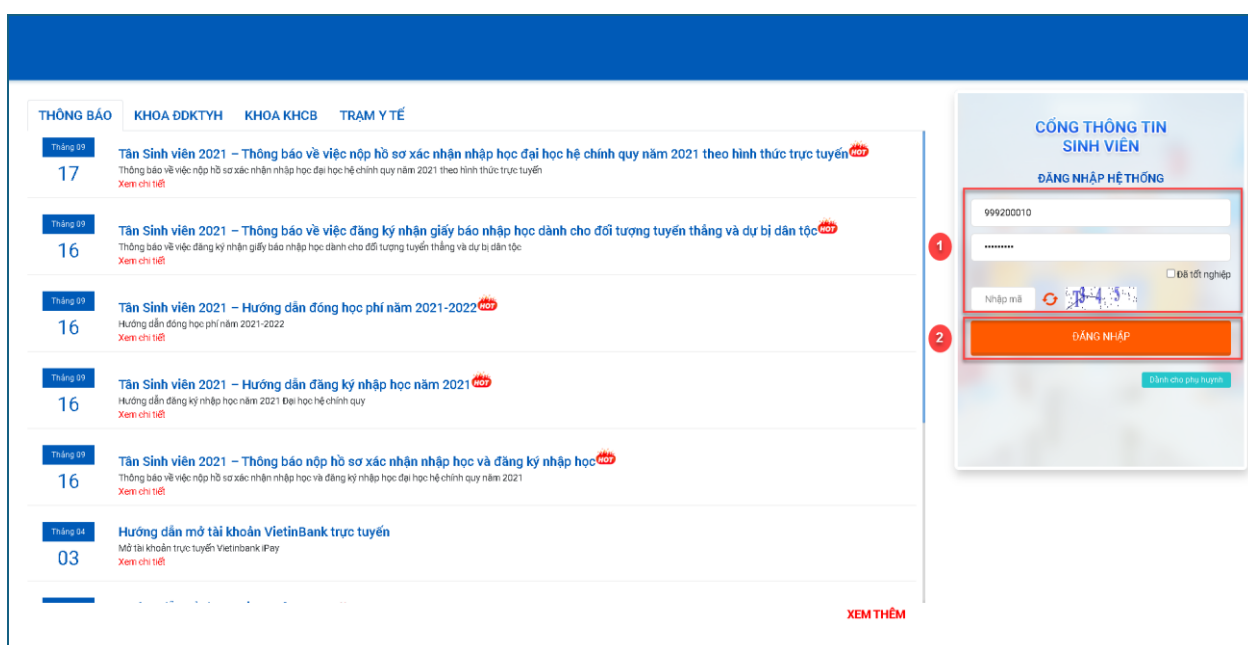 THÔNG BÁO KHOA ĐDKTYH KHOA KHCB TRẠM Y TẾ
Tháng 09
17
Tân Sinh viên 2021 – Thông báo về việc nộp hồ sơ xác nhận nhập học đại học hệ chính quy năm 2021 theo hình thức trực tuyến HOT
Thông báo về việc nộp hồ sơ xác nhận nhập học đại học hệ chính quy năm 2021 theo hình thức trực tuyến
Xem chi tiết
Tháng 09
16
Tân Sinh viên 2021 – Thông báo về việc đăng ký nhận giấy báo nhập học dành cho đối tượng tuyển thẳng và dự bị dân tộc HOT
Thông báo về việc đăng ký nhận giấy báo nhập học dành cho đối tượng tuyển thẳng và dự bị dân tộc
Xem chi tiết
Tháng 09
16
Tân Sinh viên 2021 – Hướng dẫn đóng học phí năm 2021-2022 HOT
Hướng dẫn đóng học phí năm 2021-2022
Xem chi tiết
Tháng 09
16
Tân Sinh viên 2021 – Hướng dẫn đăng ký nhập học năm 2021 HOT
Hướng dẫn đăng ký nhập học năm 2021 Đại học hệ chính quy
Xem chi tiết
Tháng 09
16
Tân Sinh viên 2021 – Thông báo nộp hồ sơ xác nhận nhập học và đăng ký nhập học HOT
Thông báo về việc nộp hồ sơ xác nhận nhập học và đăng ký nhập học đại học hệ chính quy năm 2021
Xem chi tiết
Tháng 04
03
Hướng dẫn mở tài khoản VietinBank trực tuyến
Mở tài khoản trực tuyến Vietinbank iPay
Xem chi tiết
XEM THÊM
CỔNG THÔNG TIN
SINH VIÊN
ĐĂNG NHẬP HỆ THỐNG
999200010
1
•••••••••
Đã tốt nghiệp
Nhập mã
2
ĐĂNG NHẬP
Dành cho phụ huynh